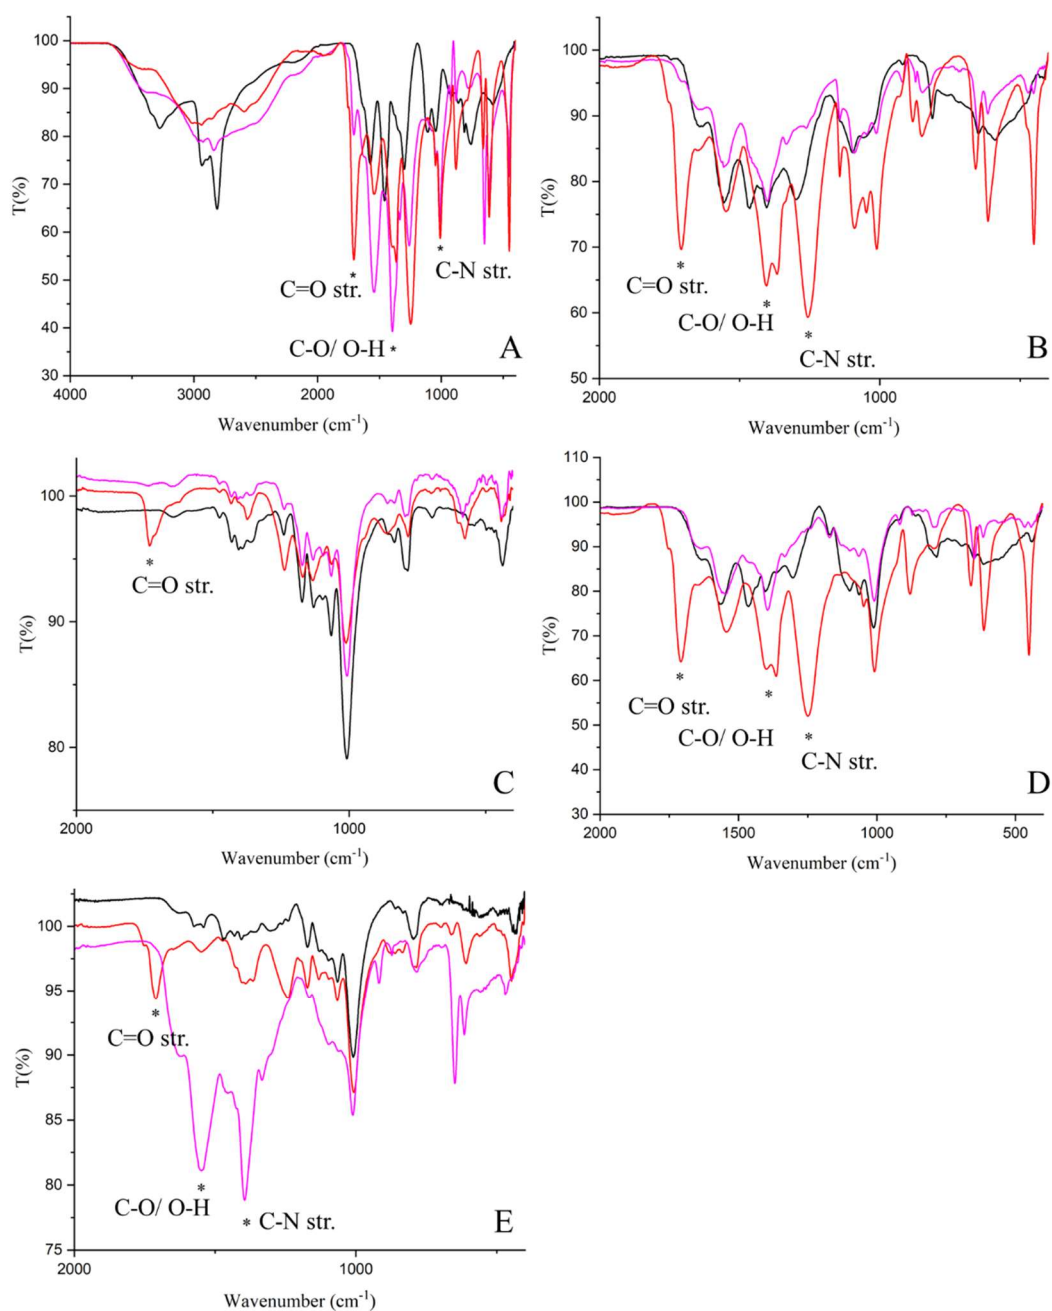 100
90
80
70
60
50
40
30
T(%)
*
C=O str.
*
C-N str.
C-O/ O-H *
A
4000 3000 2000 1000
Wavenumber (cm-1)
100
90
80
70
60
50
T(%)
*
C=O str.
*
C-O/ O-H
*
C-N str.
B
2000 1000
Wavenumber (cm-1)
100
90
80
T(%)
*
C=O str.
C
2000 1000
Wavenumber (cm-1)
110
100
90
80
70
60
50
40
30
T(%)
*
C=O str.
*
C-O/ O-H
*
C-N str.
D
2000 1500 1000 500
Wavenumber (cm-1)
100
95
90
85
80
75
T(%)
*
C=O str.
*
C-O/ O-H
* C-N str.
E
2000 1000
Wavenumber (cm-1)